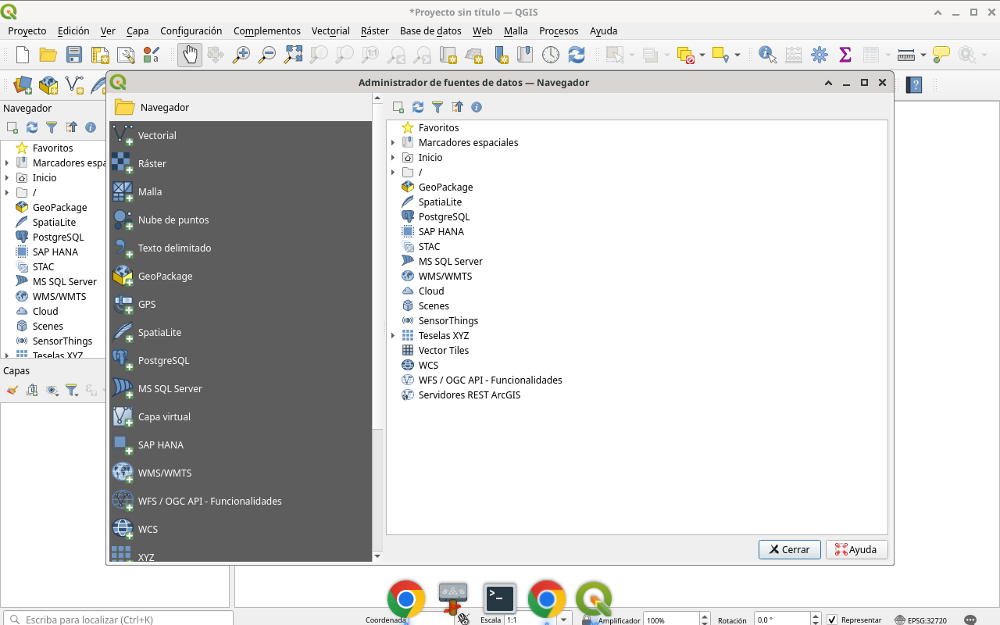 *Proyecto sin título — QGIS
Proyecto Edición Ver Capa Configuración Complementos Vectorial Ráster Base de datos Web Malla Procesos Ayuda
Administrador de fuentes de datos — Navegador
Navegador
Favoritos
Marcadores espa
Inicio
/
GeoPackage
SpatiaLite
PostgreSQL
SAP HANA
STAC
MS SQL Server
WMS/WMTS
Cloud
Scenes
SensorThings
Teselas XYZ
Capas
Navegador
Vectorial
Ráster
Malla
Nube de puntos
Texto delimitado
GeoPackage
GPS
SpatiaLite
PostgreSQL
MS SQL Server
Capa virtual
SAP HANA
WMS/WMTS
WFS / OGC API - Funcionalidades
WCS
XYZ
Favoritos
Marcadores espaciales
Inicio
/
GeoPackage
SpatiaLite
PostgreSQL
SAP HANA
STAC
MS SQL Server
WMS/WMTS
Cloud
Scenes
SensorThings
Teselas XYZ
Vector Tiles
WCS
WFS / OGC API - Funcionalidades
Servidores REST ArcGIS
Cerrar Ayuda
Escriba para localizar (Ctrl+K) Coordenada Escala 1:1 Amplificador 100% Rotación 0,0 ° Representar EPSG:32720